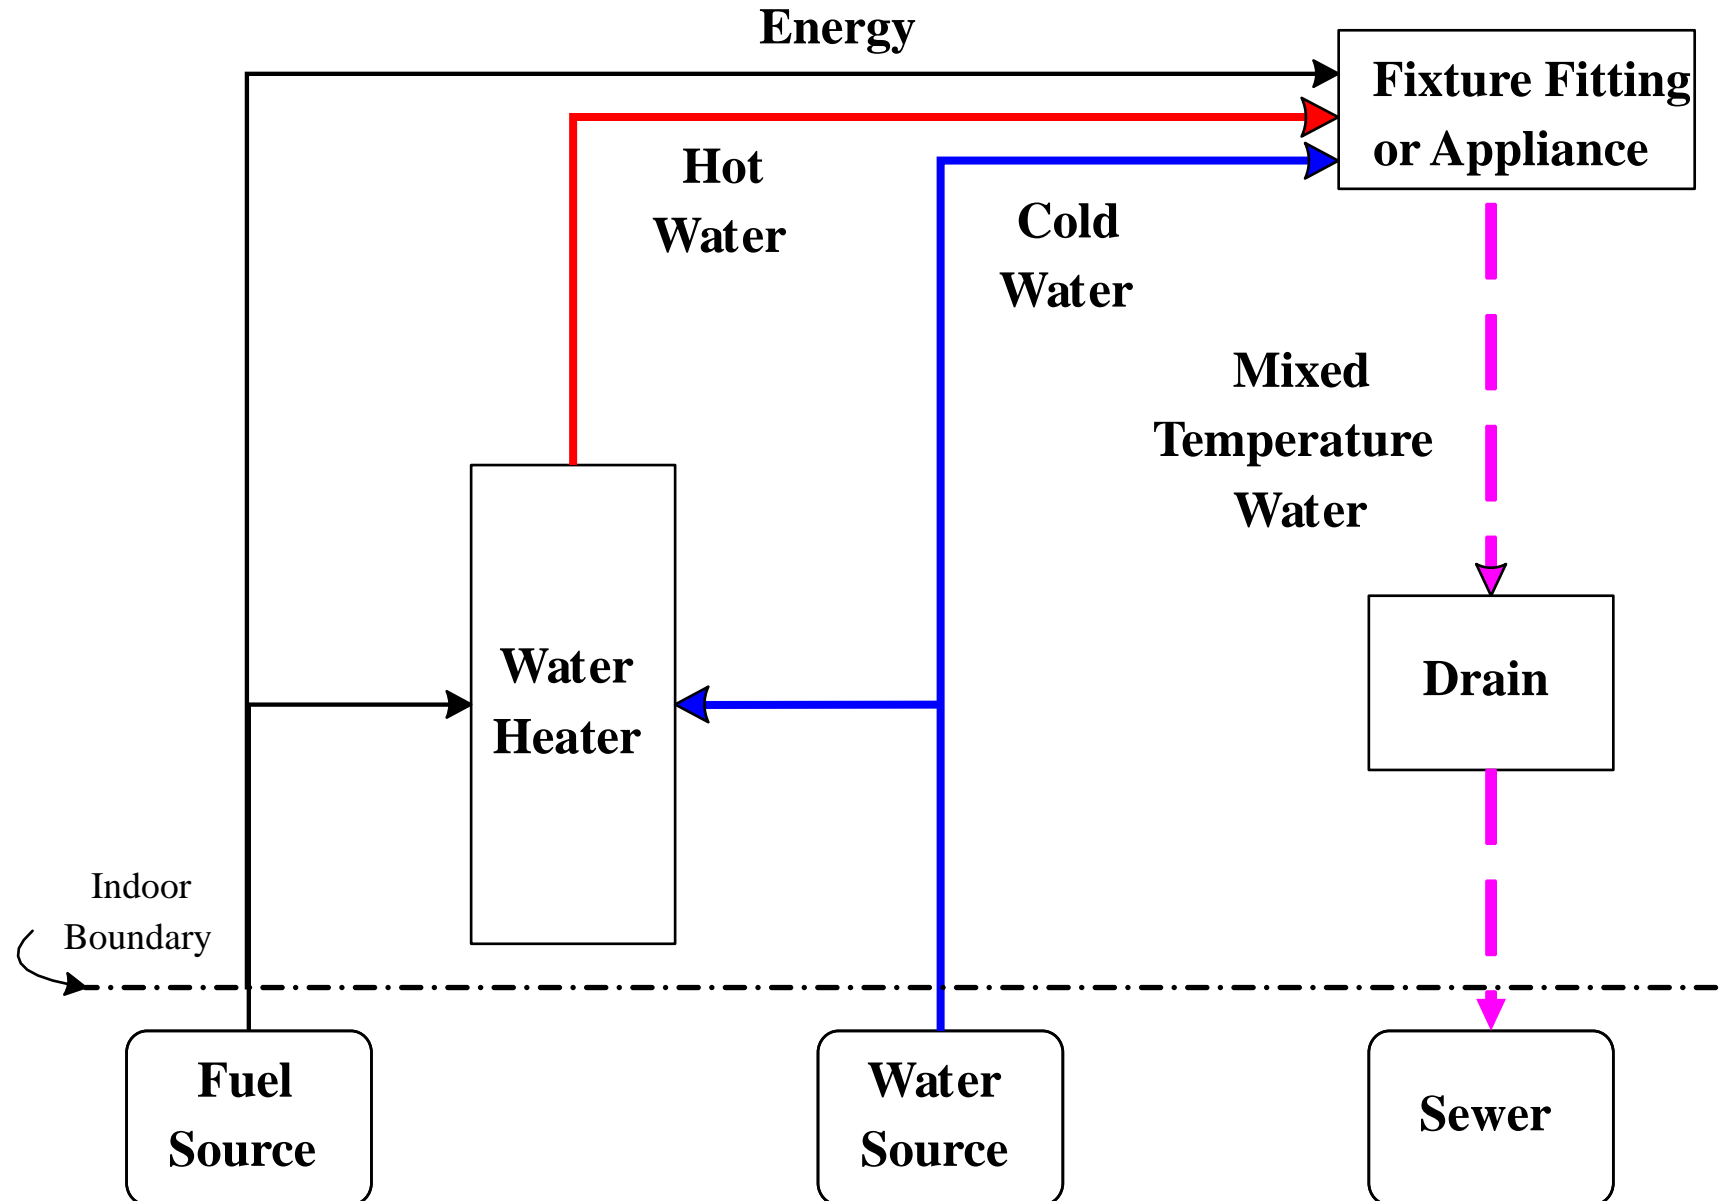 Energy
Fixture Fitting
or Appliance
Hot
Water
Cold
Water
Mixed
Temperature
Water
Water
Heater
Drain
Indoor
Boundary
Fuel
Source
Water
Source
Sewer